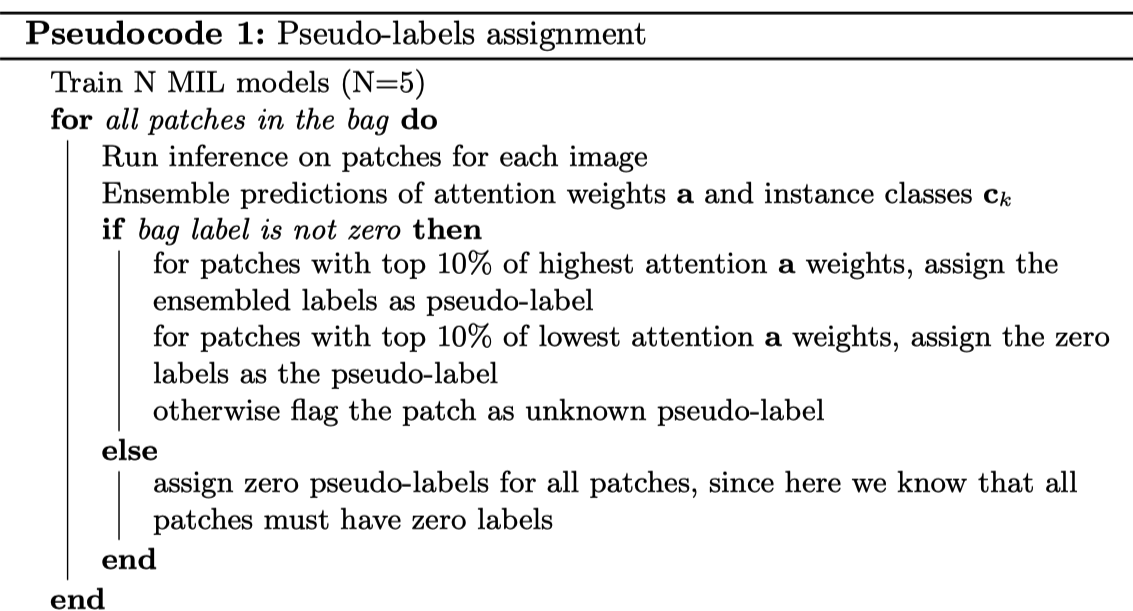 Pseudocode 1: Pseudo-labels assignment
Train N MIL models (N=5)
for all patches in the bag do
Run inference on patches for each image
Ensemble predictions of attention weights a and instance classes cₖ
if bag label is not zero then
for patches with top 10% of highest attention a weights, assign the
ensembled labels as pseudo-label
for patches with top 10% of lowest attention a weights, assign the zero
labels as the pseudo-label
otherwise flag the patch as unknown pseudo-label
else
assign zero pseudo-labels for all patches, since here we know that all
patches must have zero labels
end
end